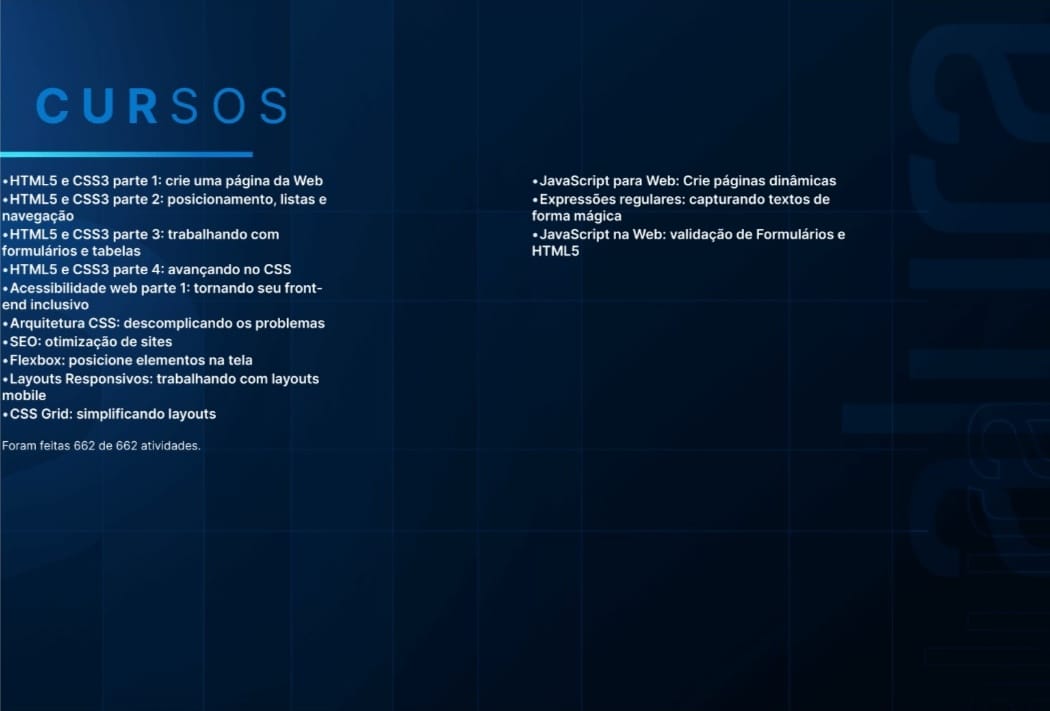 CURSOS
•HTML5 e CSS3 parte 1: crie uma página da Web
•HTML5 e CSS3 parte 2: posicionamento, listas e
navegação
•HTML5 e CSS3 parte 3: trabalhando com
formulários e tabelas
•HTML5 e CSS3 parte 4: avançando no CSS
•Acessibilidade web parte 1: tornando seu front-
end inclusivo
•Arquitetura CSS: descomplicando os problemas
•SEO: otimização de sites
•Flexbox: posicione elementos na tela
•Layouts Responsivos: trabalhando com layouts
mobile
•CSS Grid: simplificando layouts
Foram feitas 662 de 662 atividades.
•JavaScript para Web: Crie páginas dinâmicas
•Expressões regulares: capturando textos de
forma mágica
•JavaScript na Web: validação de Formulários e
HTML5
alura